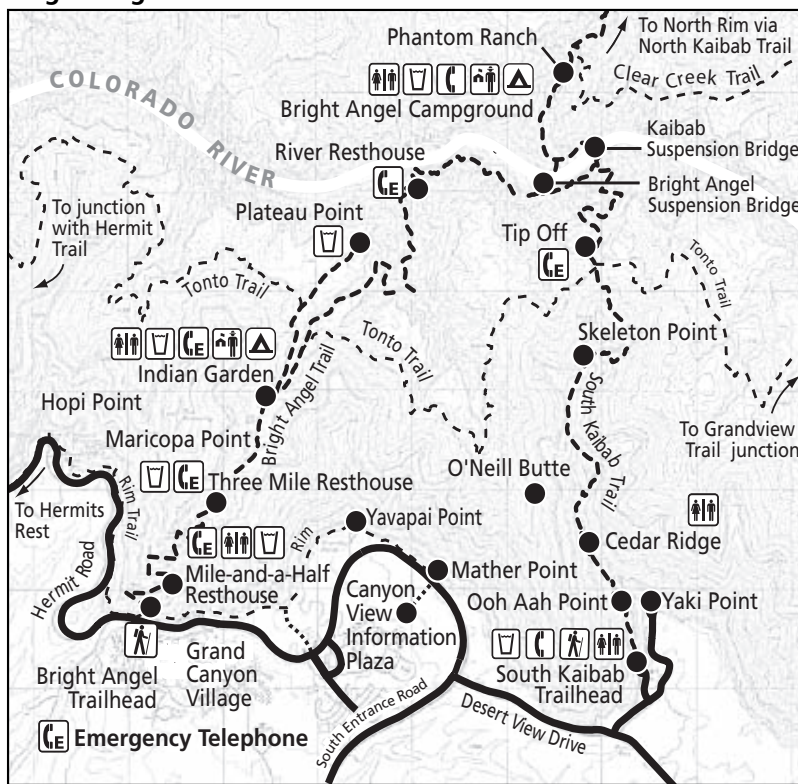 To North Rim via
North Kaibab Trail
Phantom Ranch
Clear Creek Trail
Bright Angel Campground
COLORADO RIVER
Kaibab
Suspension Bridge
River Resthouse
E
Bright Angel
Suspension Bridge
To junction
with Hermit
Trail
Plateau Point
Tip Off
E
Tonto Trail
Tonto Trail
Tonto Trail
E
Indian Garden
Skeleton Point
Bright Angel Trail
South Kaibab Trail
Hopi Point
Maricopa Point
To Grandview
Trail junction
O'Neill Butte
E
Three Mile Resthouse
To Hermits
Rest
Rim Trail
E
Rim
Yavapai Point
Cedar Ridge
Hermit Road
Mile-and-a-Half
Resthouse
Mather Point
Canyon
View
Information
Plaza
Ooh Aah Point
Yaki Point
Bright Angel
Trailhead
Grand
Canyon
Village
South Kaibab
Trailhead
South Entrance Road
Desert View Drive
E Emergency Telephone